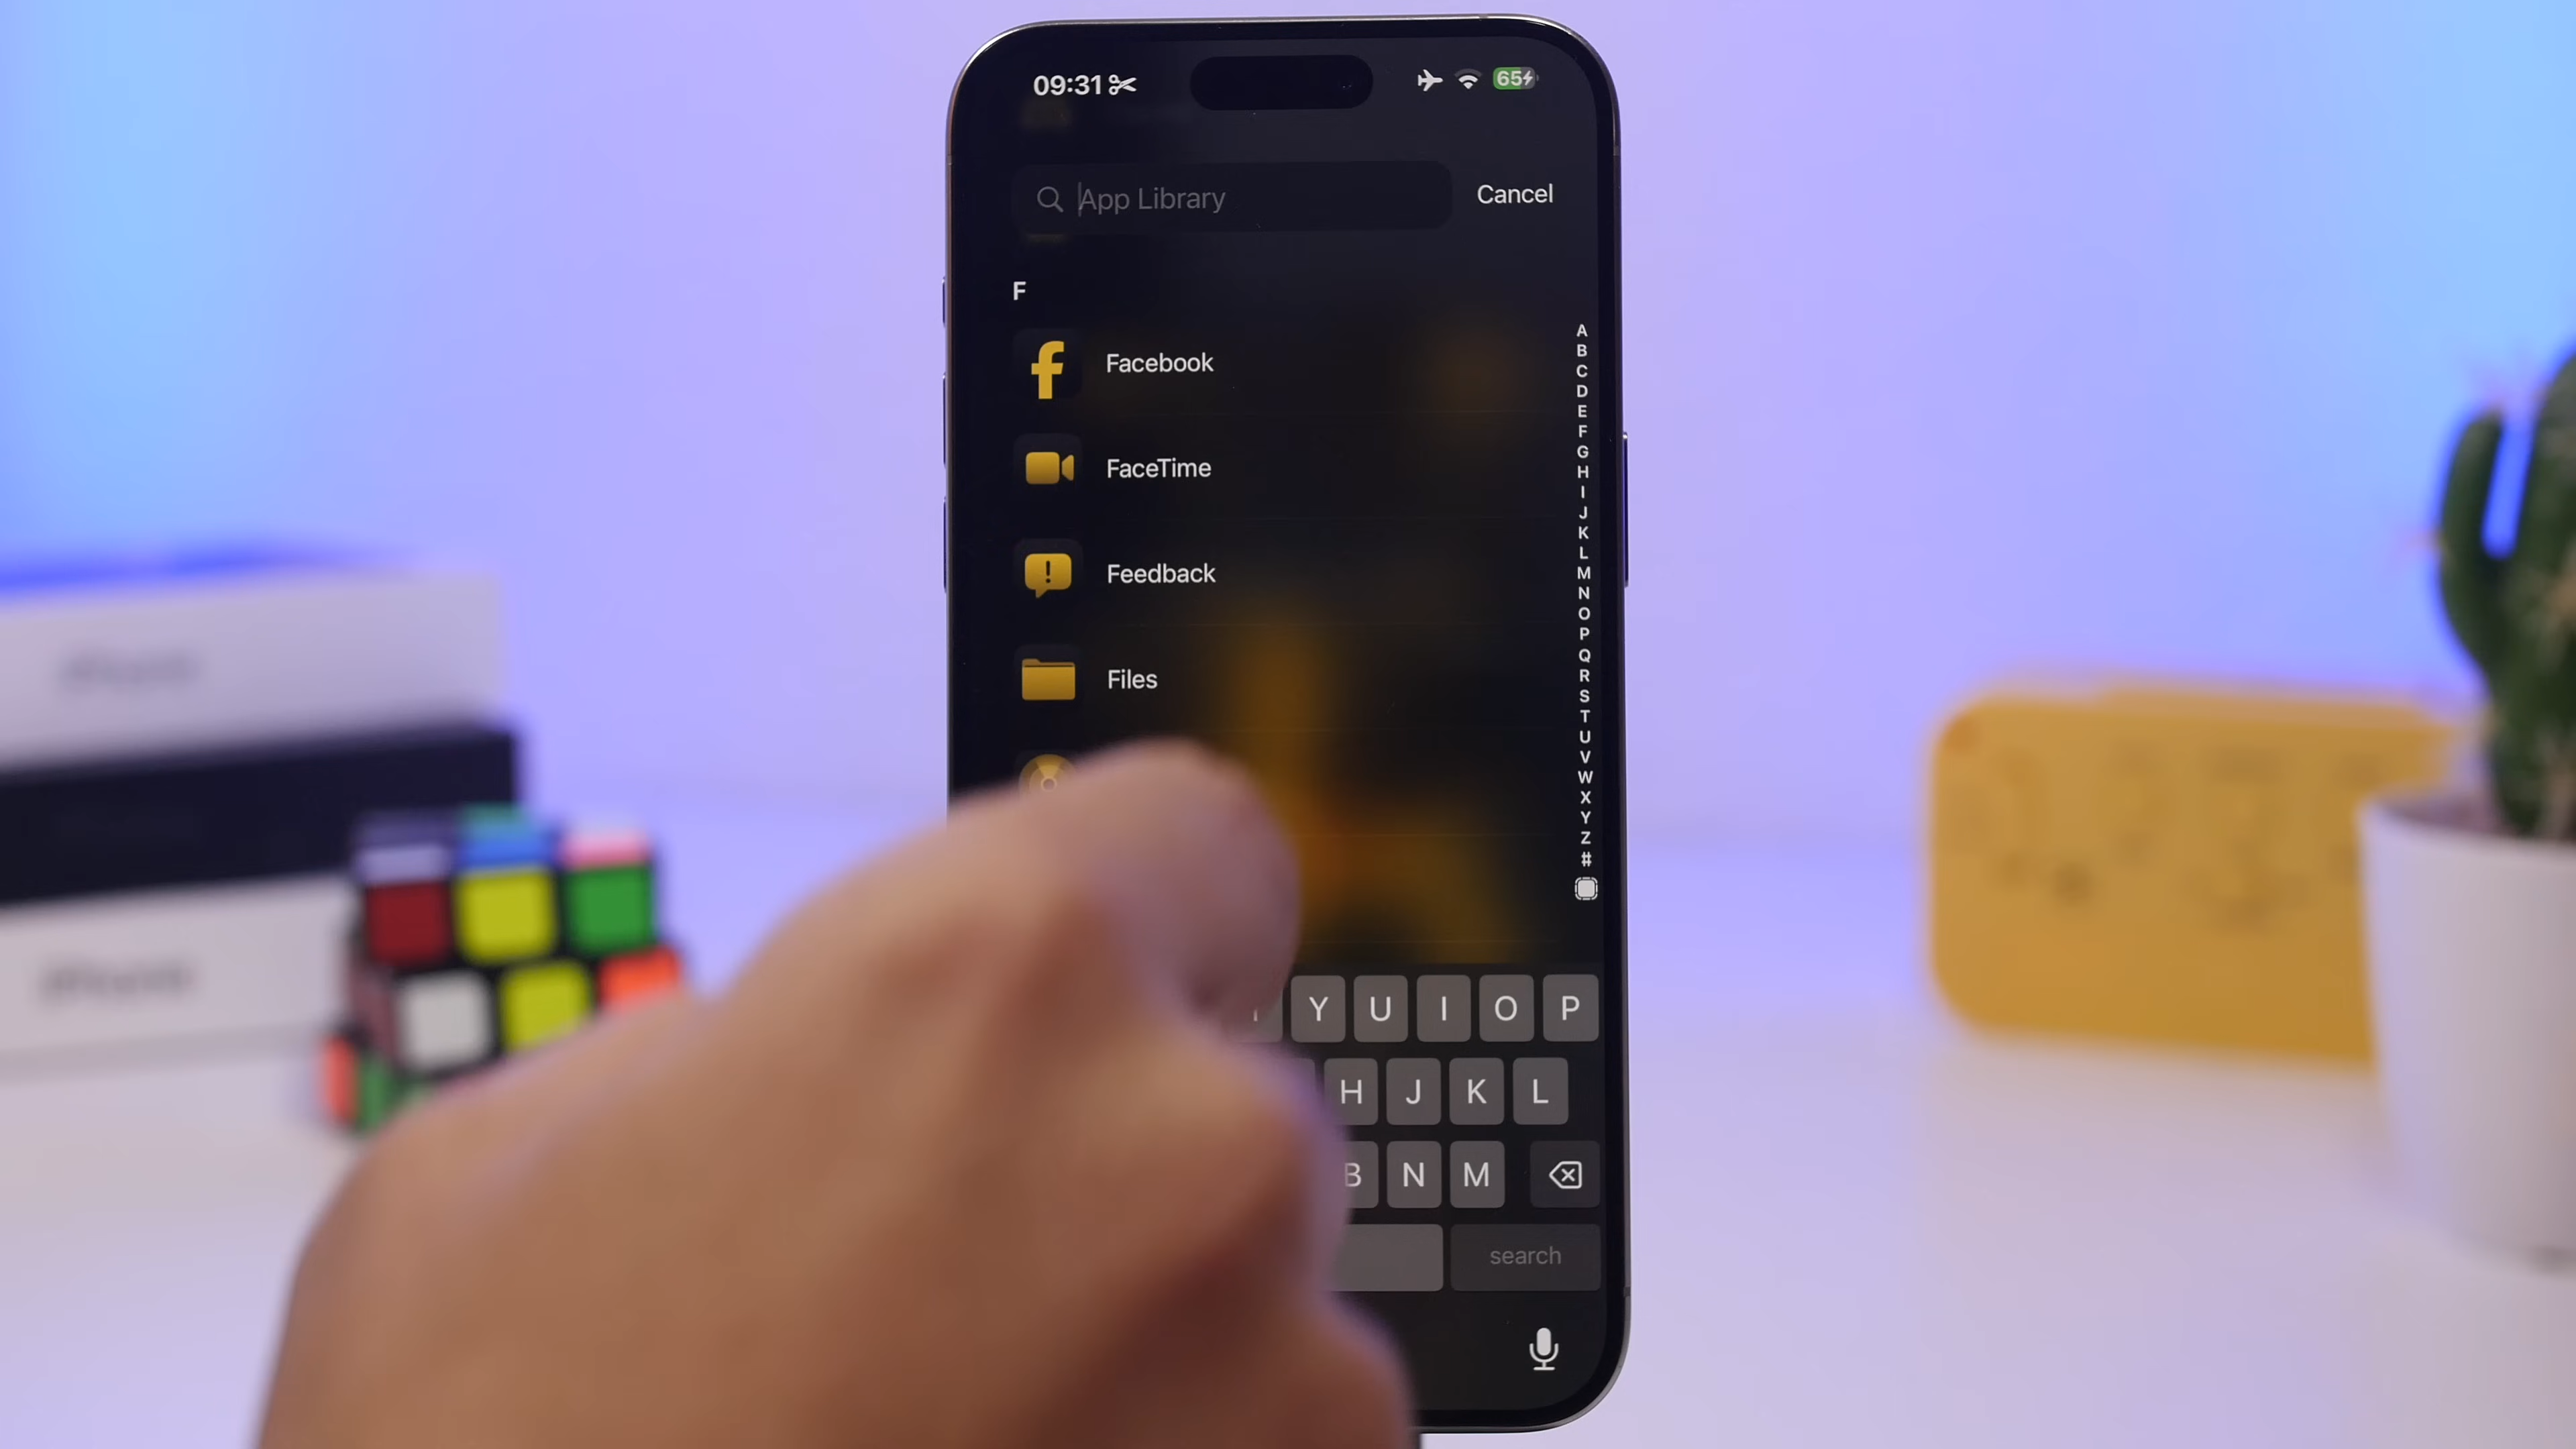 09:31
65
App Library
Cancel
F
Facebook
FaceTime
Feedback
Files
A
B
C
D
E
F
G
H
I
J
K
L
M
N
O
P
Q
R
S
T
U
V
W
X
Y
Z
#
Y U I O P
H J K L
B N M
search